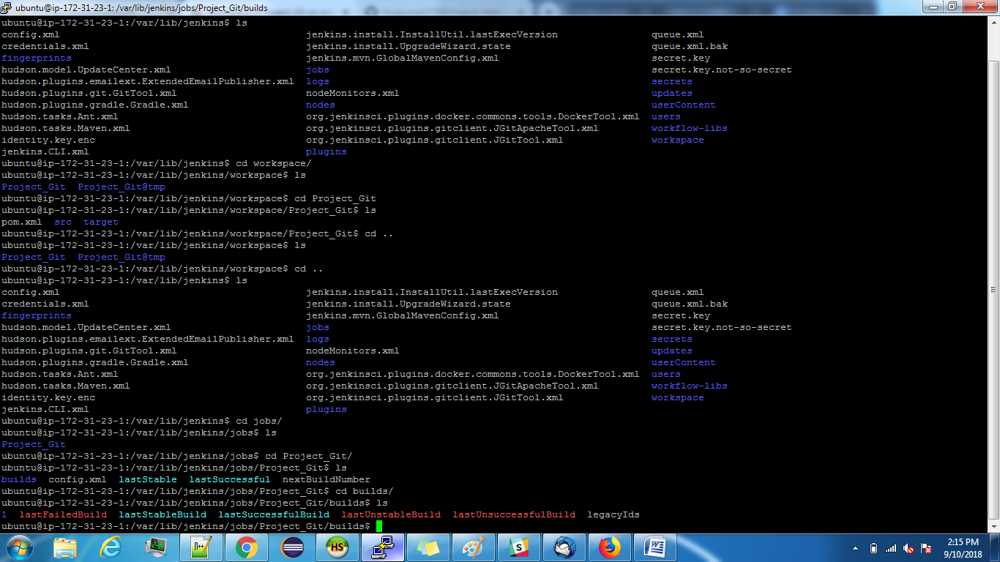 ubuntu@ip-172-31-23-1: /var/lib/jenkins/jobs/Project_Git/builds
ubuntu@ip-172-31-23-1:/var/lib/jenkins$ ls
config.xml jenkins.install.InstallUtil.lastExecVersion queue.xml
credentials.xml jenkins.install.UpgradeWizard.state queue.xml.bak
fingerprints jenkins.mvn.GlobalMavenConfig.xml secret.key
hudson.model.UpdateCenter.xml jobs secret.key.not-so-secret
hudson.plugins.emailext.ExtendedEmailPublisher.xml logs secrets
hudson.plugins.git.GitTool.xml nodeMonitors.xml updates
hudson.plugins.gradle.Gradle.xml nodes userContent
hudson.tasks.Ant.xml org.jenkinsci.plugins.docker.commons.tools.DockerTool.xml users
hudson.tasks.Maven.xml org.jenkinsci.plugins.gitclient.JGitApacheTool.xml workflow-libs
identity.key.enc org.jenkinsci.plugins.gitclient.JGitTool.xml workspace
jenkins.CLI.xml plugins
ubuntu@ip-172-31-23-1:/var/lib/jenkins$ cd workspace/
ubuntu@ip-172-31-23-1:/var/lib/jenkins/workspace$ ls
Project_Git Project_Git@tmp
ubuntu@ip-172-31-23-1:/var/lib/jenkins/workspace$ cd Project_Git
ubuntu@ip-172-31-23-1:/var/lib/jenkins/workspace/Project_Git$ ls
pom.xml src target
ubuntu@ip-172-31-23-1:/var/lib/jenkins/workspace/Project_Git$ cd ..
ubuntu@ip-172-31-23-1:/var/lib/jenkins/workspace$ ls
Project_Git Project_Git@tmp
ubuntu@ip-172-31-23-1:/var/lib/jenkins/workspace$ cd ..
ubuntu@ip-172-31-23-1:/var/lib/jenkins$ ls
config.xml jenkins.install.InstallUtil.lastExecVersion queue.xml
credentials.xml jenkins.install.UpgradeWizard.state queue.xml.bak
fingerprints jenkins.mvn.GlobalMavenConfig.xml secret.key
hudson.model.UpdateCenter.xml jobs secret.key.not-so-secret
hudson.plugins.emailext.ExtendedEmailPublisher.xml logs secrets
hudson.plugins.git.GitTool.xml nodeMonitors.xml updates
hudson.plugins.gradle.Gradle.xml nodes userContent
hudson.tasks.Ant.xml org.jenkinsci.plugins.docker.commons.tools.DockerTool.xml users
hudson.tasks.Maven.xml org.jenkinsci.plugins.gitclient.JGitApacheTool.xml workflow-libs
identity.key.enc org.jenkinsci.plugins.gitclient.JGitTool.xml workspace
jenkins.CLI.xml plugins
ubuntu@ip-172-31-23-1:/var/lib/jenkins$ cd jobs/
ubuntu@ip-172-31-23-1:/var/lib/jenkins/jobs$ ls
Project_Git
ubuntu@ip-172-31-23-1:/var/lib/jenkins/jobs$ cd Project_Git/
ubuntu@ip-172-31-23-1:/var/lib/jenkins/jobs/Project_Git$ ls
builds config.xml lastStable lastSuccessful nextBuildNumber
ubuntu@ip-172-31-23-1:/var/lib/jenkins/jobs/Project_Git$ cd builds/
ubuntu@ip-172-31-23-1:/var/lib/jenkins/jobs/Project_Git/builds$ ls
1 lastFailedBuild lastStableBuild lastSuccessfulBuild lastUnstableBuild lastUnsuccessfulBuild legacyIds
ubuntu@ip-172-31-23-1:/var/lib/jenkins/jobs/Project_Git/builds$
HS
S
W
2:15 PM
9/10/2018